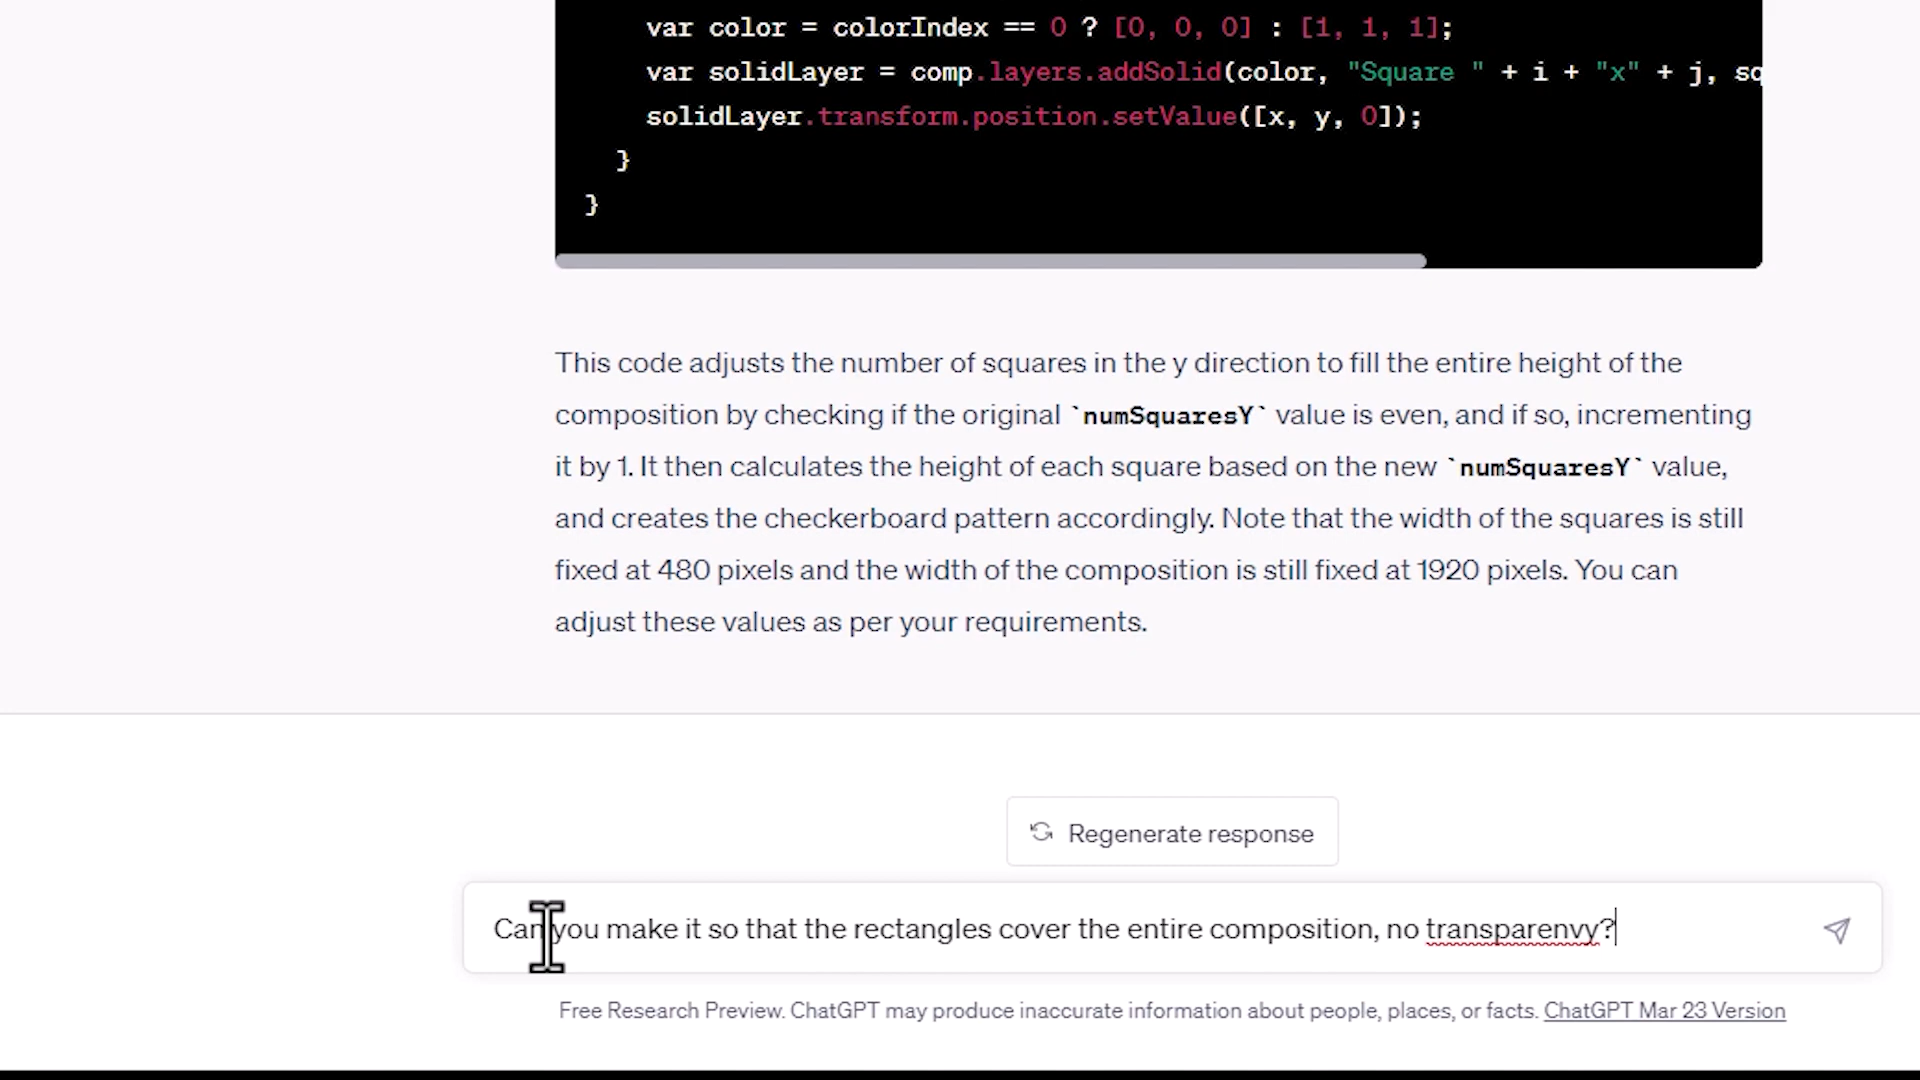 var color = colorIndex == 0 ? [0, 0, 0] : [1, 1, 1];
var solidLayer = comp.layers.addSolid(color, "Square " + i + "x" + j, sq
solidLayer.transform.position.setValue([x, y, 0]);
}
}
This code adjusts the number of squares in the y direction to fill the entire height of the
composition by checking if the original `numSquaresY` value is even, and if so, incrementing
it by 1. It then calculates the height of each square based on the new `numSquaresY` value,
and creates the checkerboard pattern accordingly. Note that the width of the squares is still
fixed at 480 pixels and the width of the composition is still fixed at 1920 pixels. You can
adjust these values as per your requirements.
Regenerate response
Can you make it so that the rectangles cover the entire composition, no transparenvy?
Free Research Preview. ChatGPT may produce inaccurate information about people, places, or facts. ChatGPT Mar 23 Version